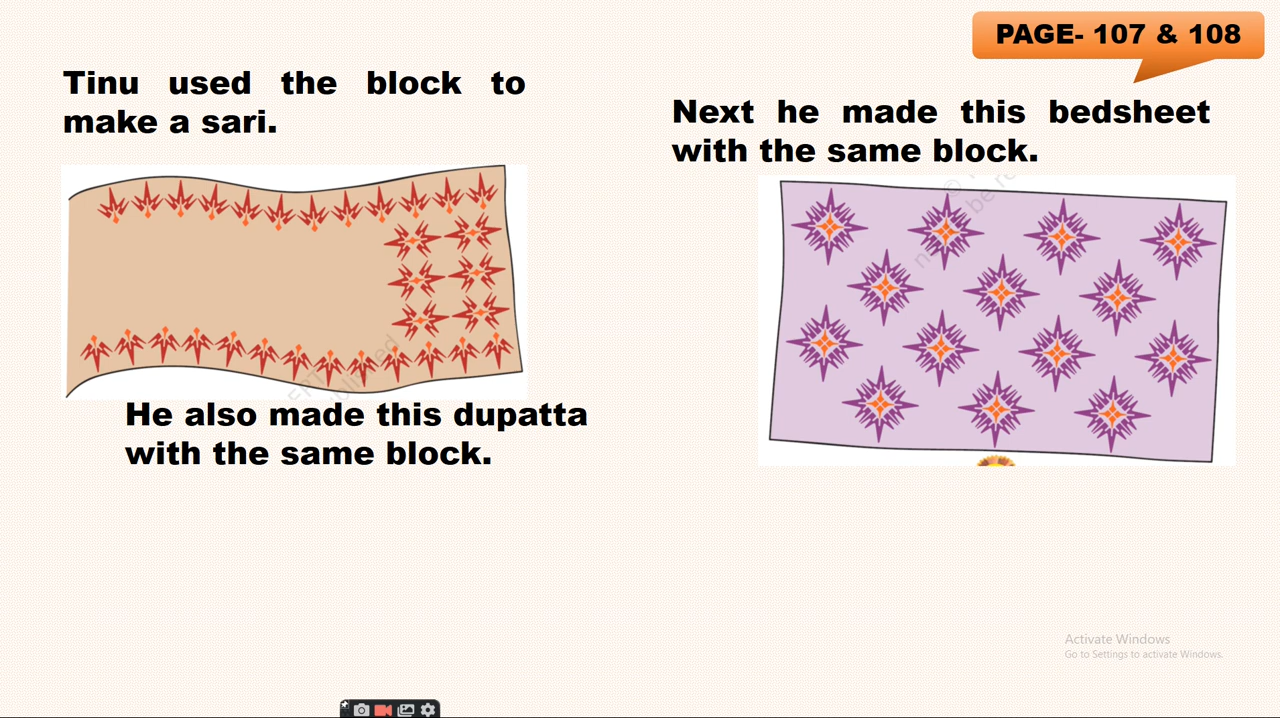 PAGE- 107 & 108
Tinu used the block to
make a sari.
Next he made this bedsheet
with the same block.
He also made this dupatta
with the same block.
Activate Windows
Go to Settings to activate Windows.